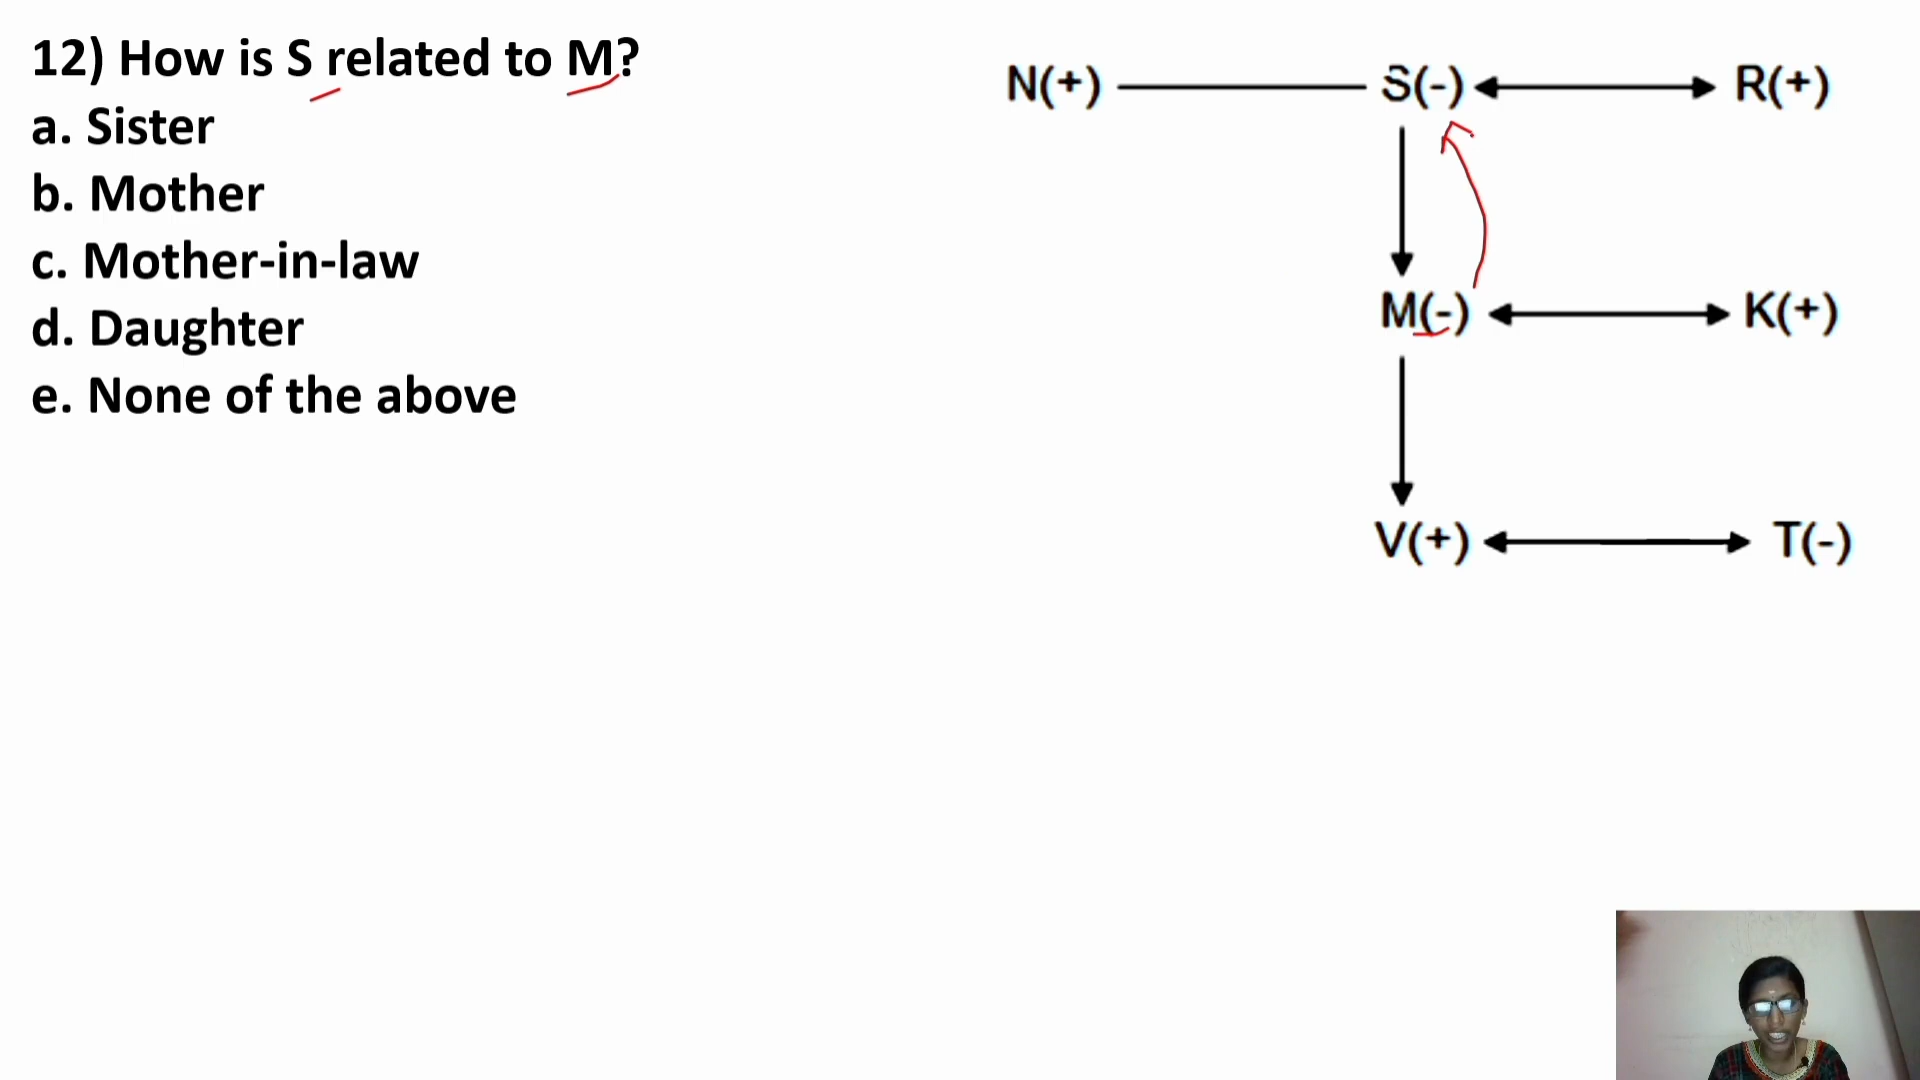 12) How is S related to M?
a. Sister
b. Mother
c. Mother-in-law
d. Daughter
e. None of the above
N(+) S(-) R(+)
M(-) K(+)
V(+) T(-)